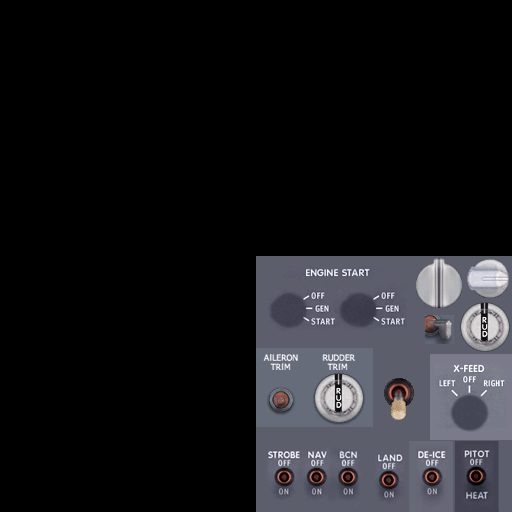 ENGINE START
OFF
GEN
START
OFF
GEN
START
RUD
AILERON
TRIM
RUDDER
TRIM
RUD
X-FEED
LEFT OFF RIGHT
STROBE NAV BCN LAND DE-ICE PITOT
OFF OFF OFF OFF OFF OFF
ON ON ON ON ON HEAT